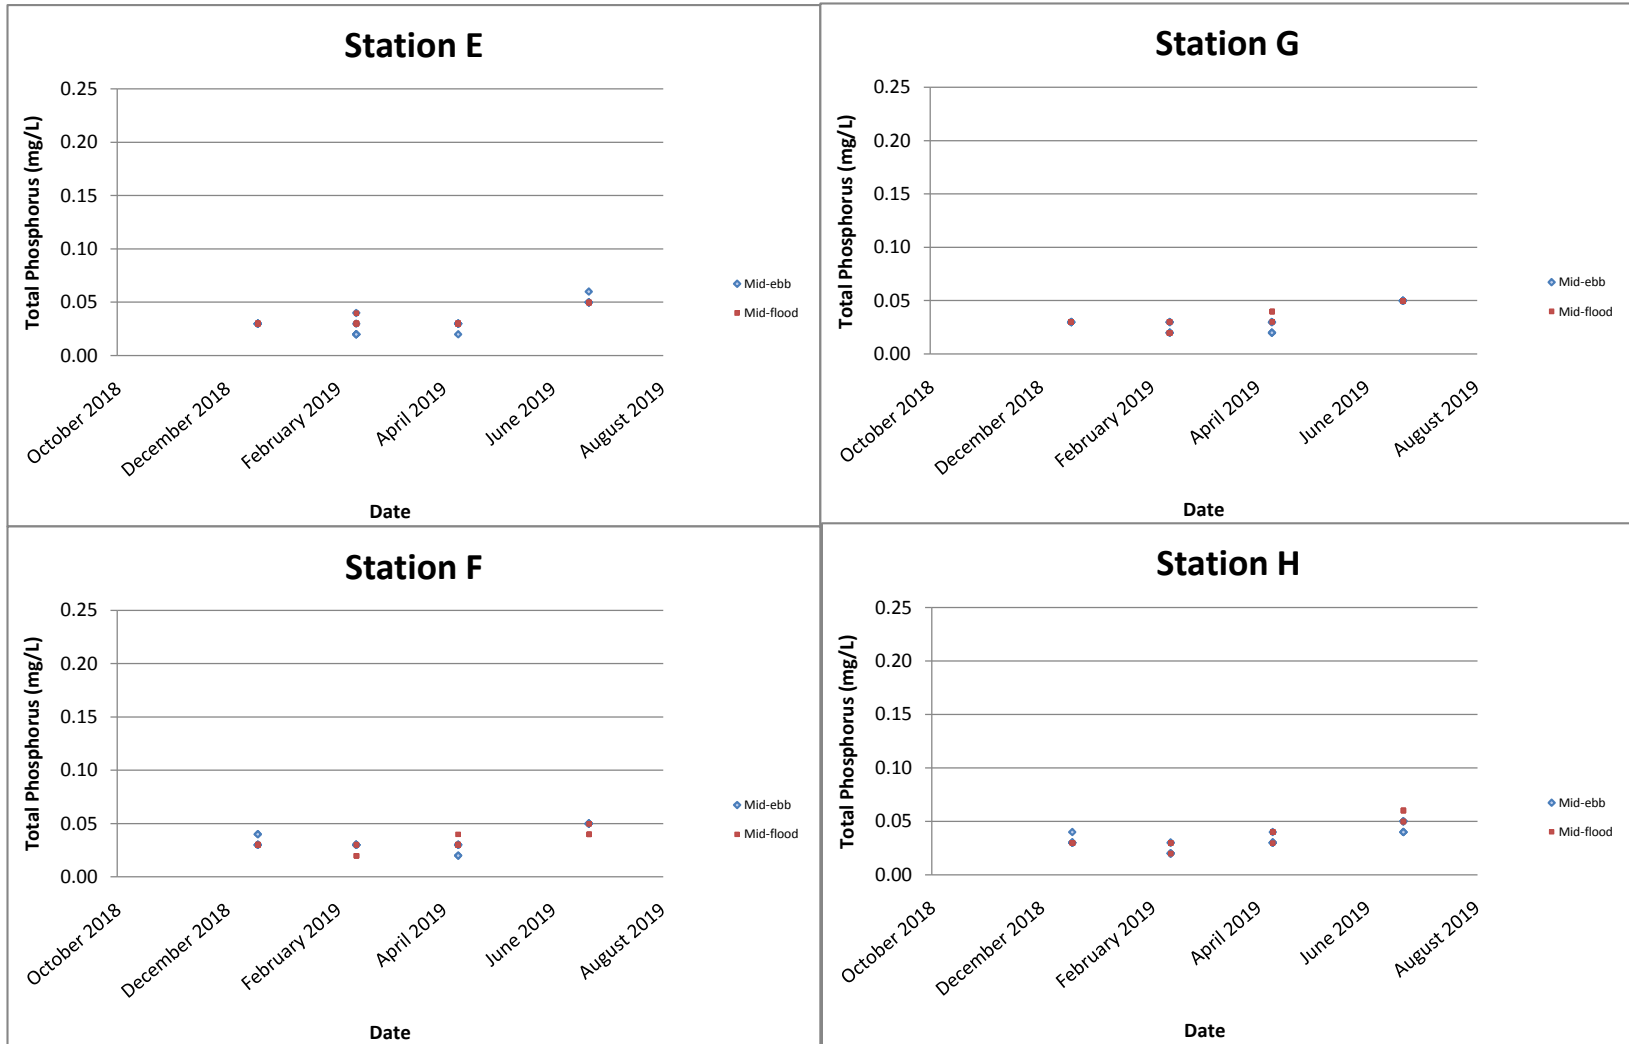 Station E
Total Phosphorus (mg/L)
0.25
0.20
0.15
0.10
0.05
0.00
October 2018
December 2018
February 2019
April 2019
June 2019
August 2019
Date
Mid-ebb
Mid-flood
Station G
Total Phosphorus (mg/L)
0.25
0.20
0.15
0.10
0.05
0.00
October 2018
December 2018
February 2019
April 2019
June 2019
August 2019
Date
Mid-ebb
Mid-flood
Station F
Total Phosphorus (mg/L)
0.25
0.20
0.15
0.10
0.05
0.00
October 2018
December 2018
February 2019
April 2019
June 2019
August 2019
Date
Mid-ebb
Mid-flood
Station H
Total Phosphorus (mg/L)
0.25
0.20
0.15
0.10
0.05
0.00
October 2018
December 2018
February 2019
April 2019
June 2019
August 2019
Date
Mid-ebb
Mid-flood